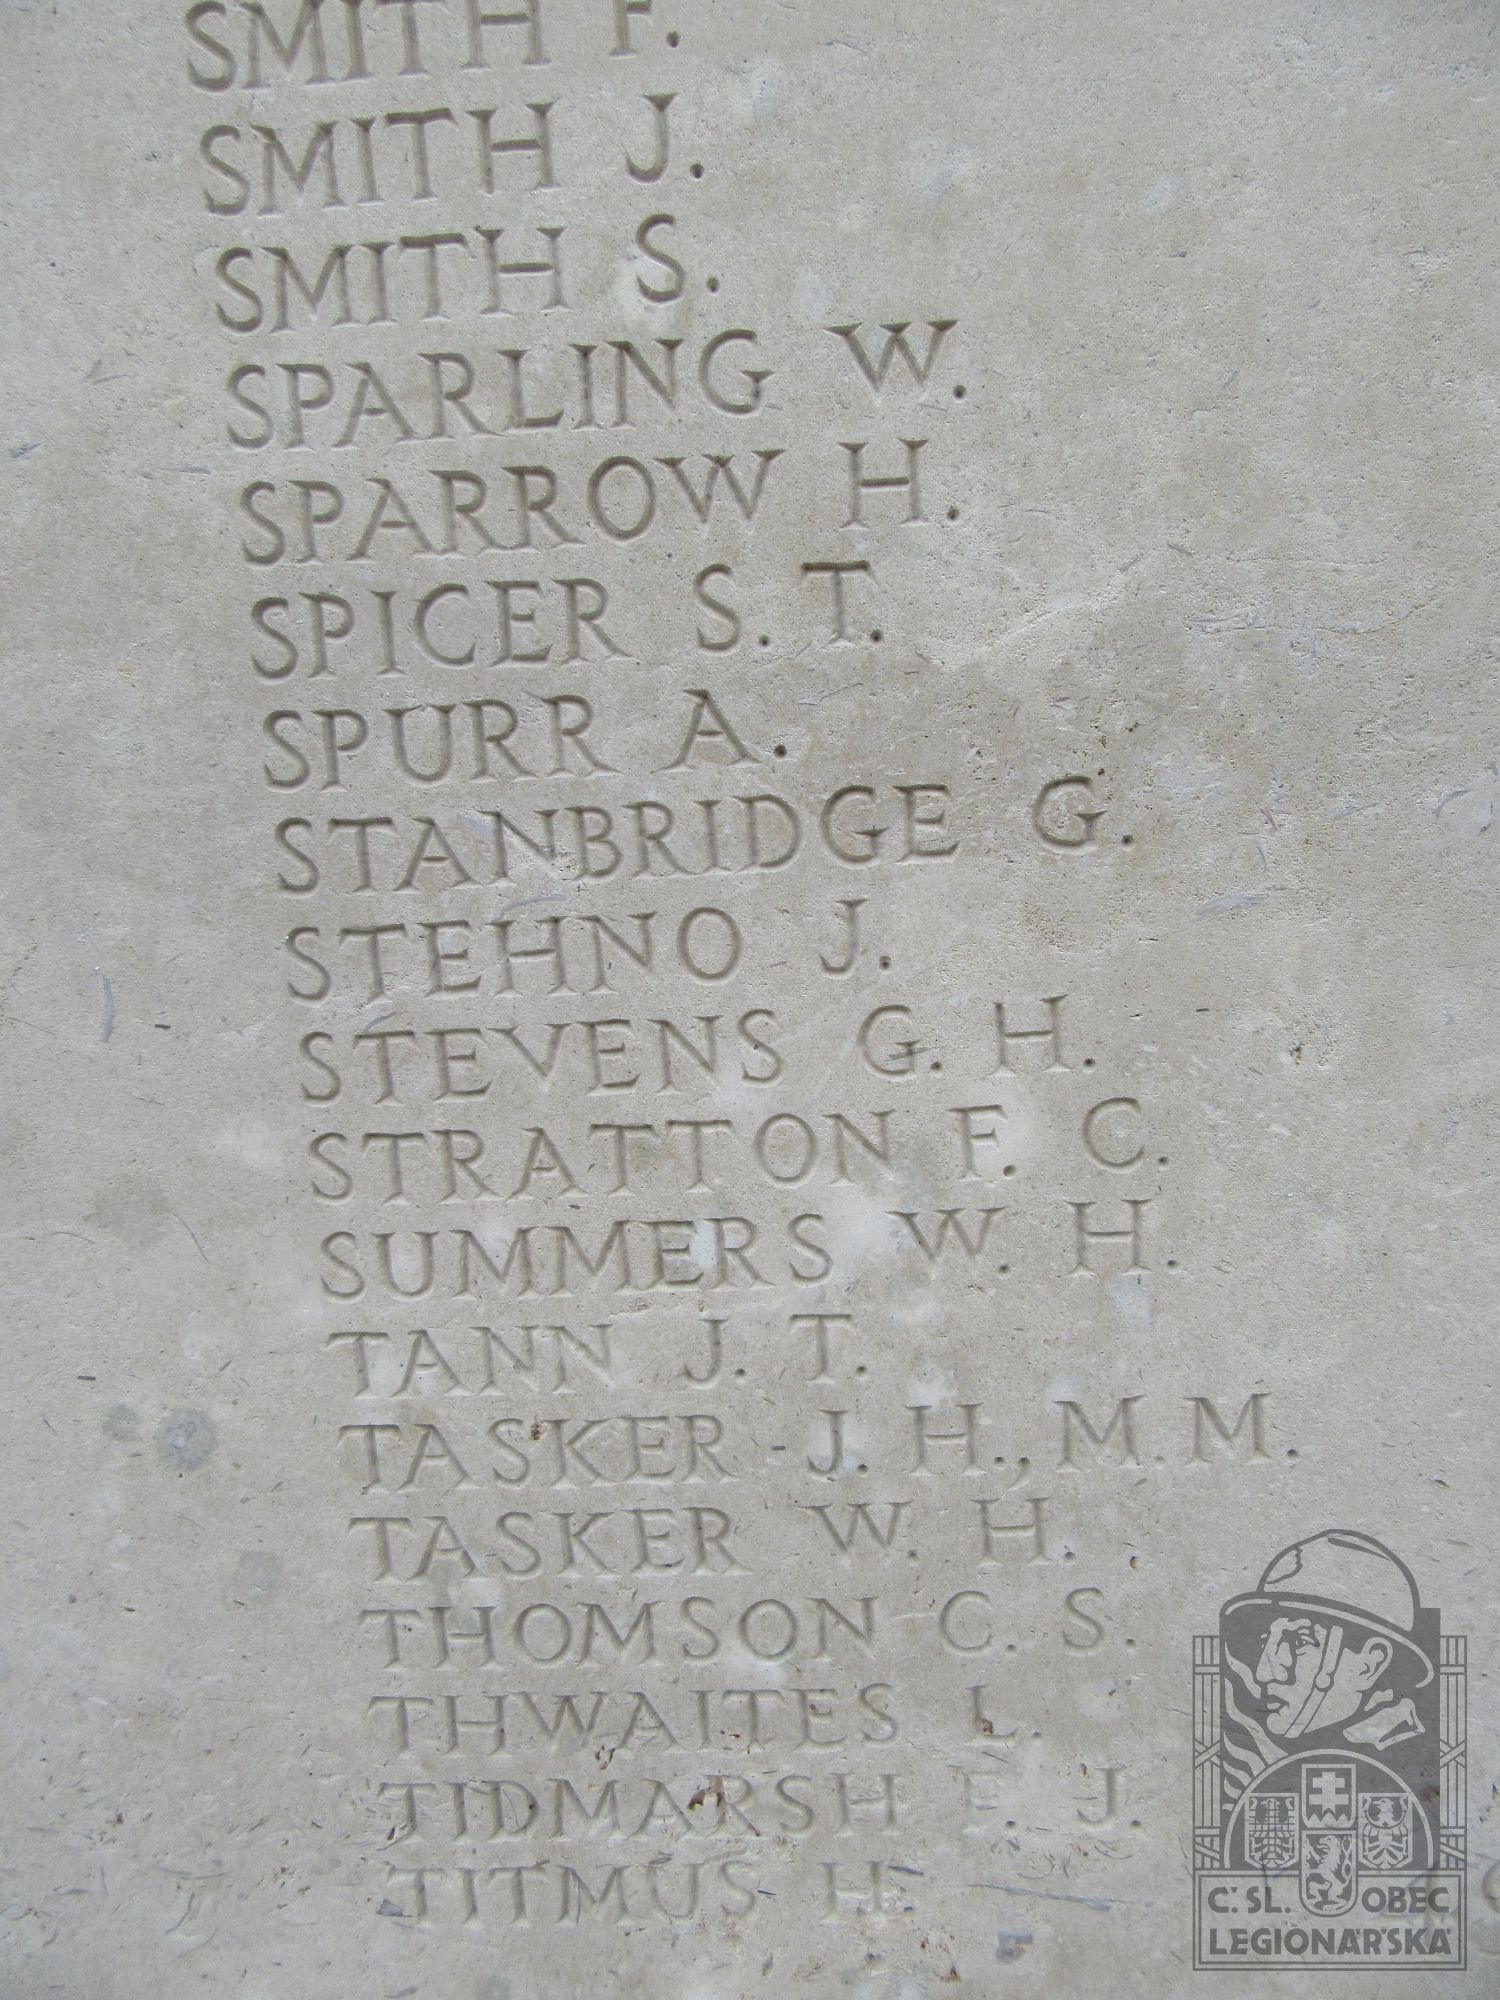 SMITH F.
SMITH J.
SMITH S.
SPARLING W.
SPARROW H.
SPICER S. T.
SPURR A.
STANBRIDGE G.
STEHNO J.
STEVENS G. H.
STRATTON F. C.
SUMMERS W. H.
TANN J. T.
TASKER J. H., M.M.
TASKER W. H.
THOMSON C. S.
THWAITES L.
TIDMARSH F. J.
TITMUS H.
Č. SL. OBEC
LEGIONÁŘSKÁ